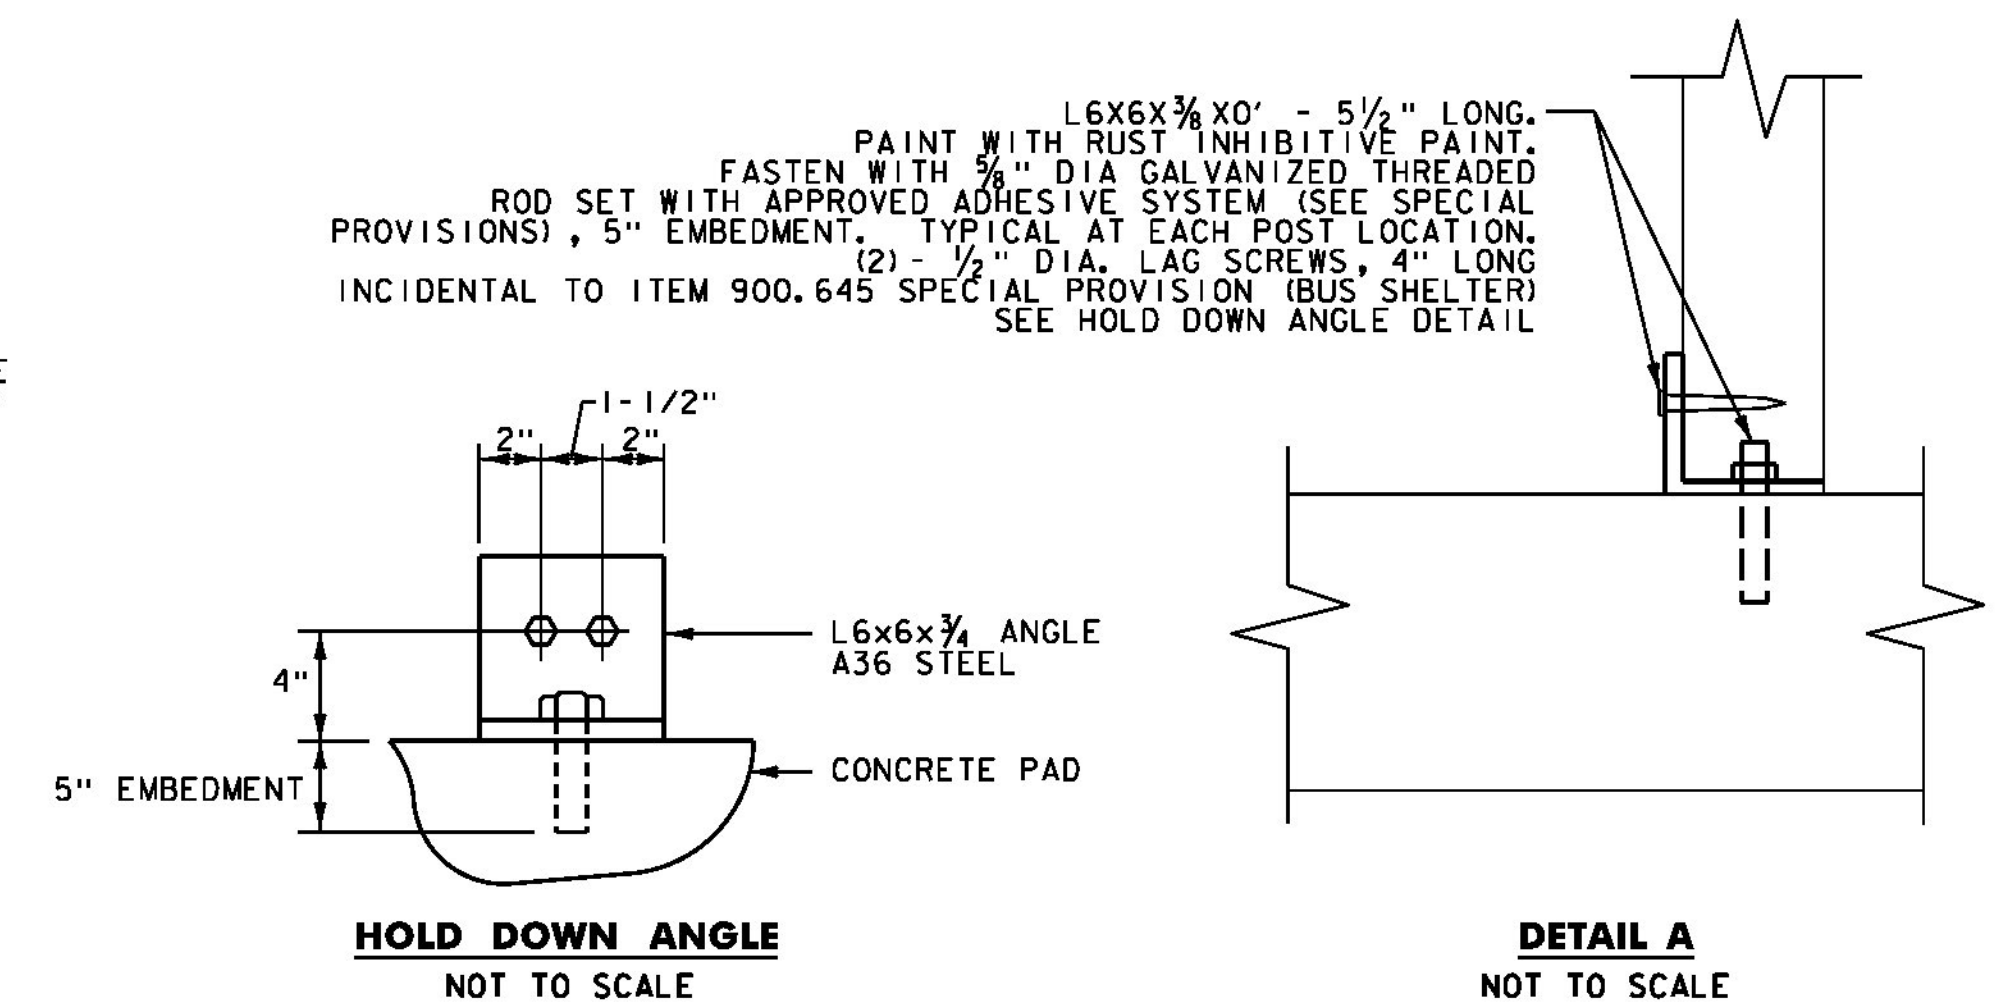 L6X6X3/8X0' - 5 1/2" LONG.
PAINT WITH RUST INHIBITIVE PAINT.
FASTEN WITH 5/8" DIA GALVANIZED THREADED
ROD SET WITH APPROVED ADHESIVE SYSTEM (SEE SPECIAL
PROVISIONS), 5" EMBEDMENT. TYPICAL AT EACH POST LOCATION.
(2) - 1/2" DIA. LAG SCREWS, 4" LONG
INCIDENTAL TO ITEM 900.645 SPECIAL PROVISION (BUS SHELTER)
SEE HOLD DOWN ANGLE DETAIL
1-1/2"
2" 2"
L6x6x3/4 ANGLE
A36 STEEL
4"
CONCRETE PAD
5" EMBEDMENT
HOLD DOWN ANGLE
NOT TO SCALE
DETAIL A
NOT TO SCALE